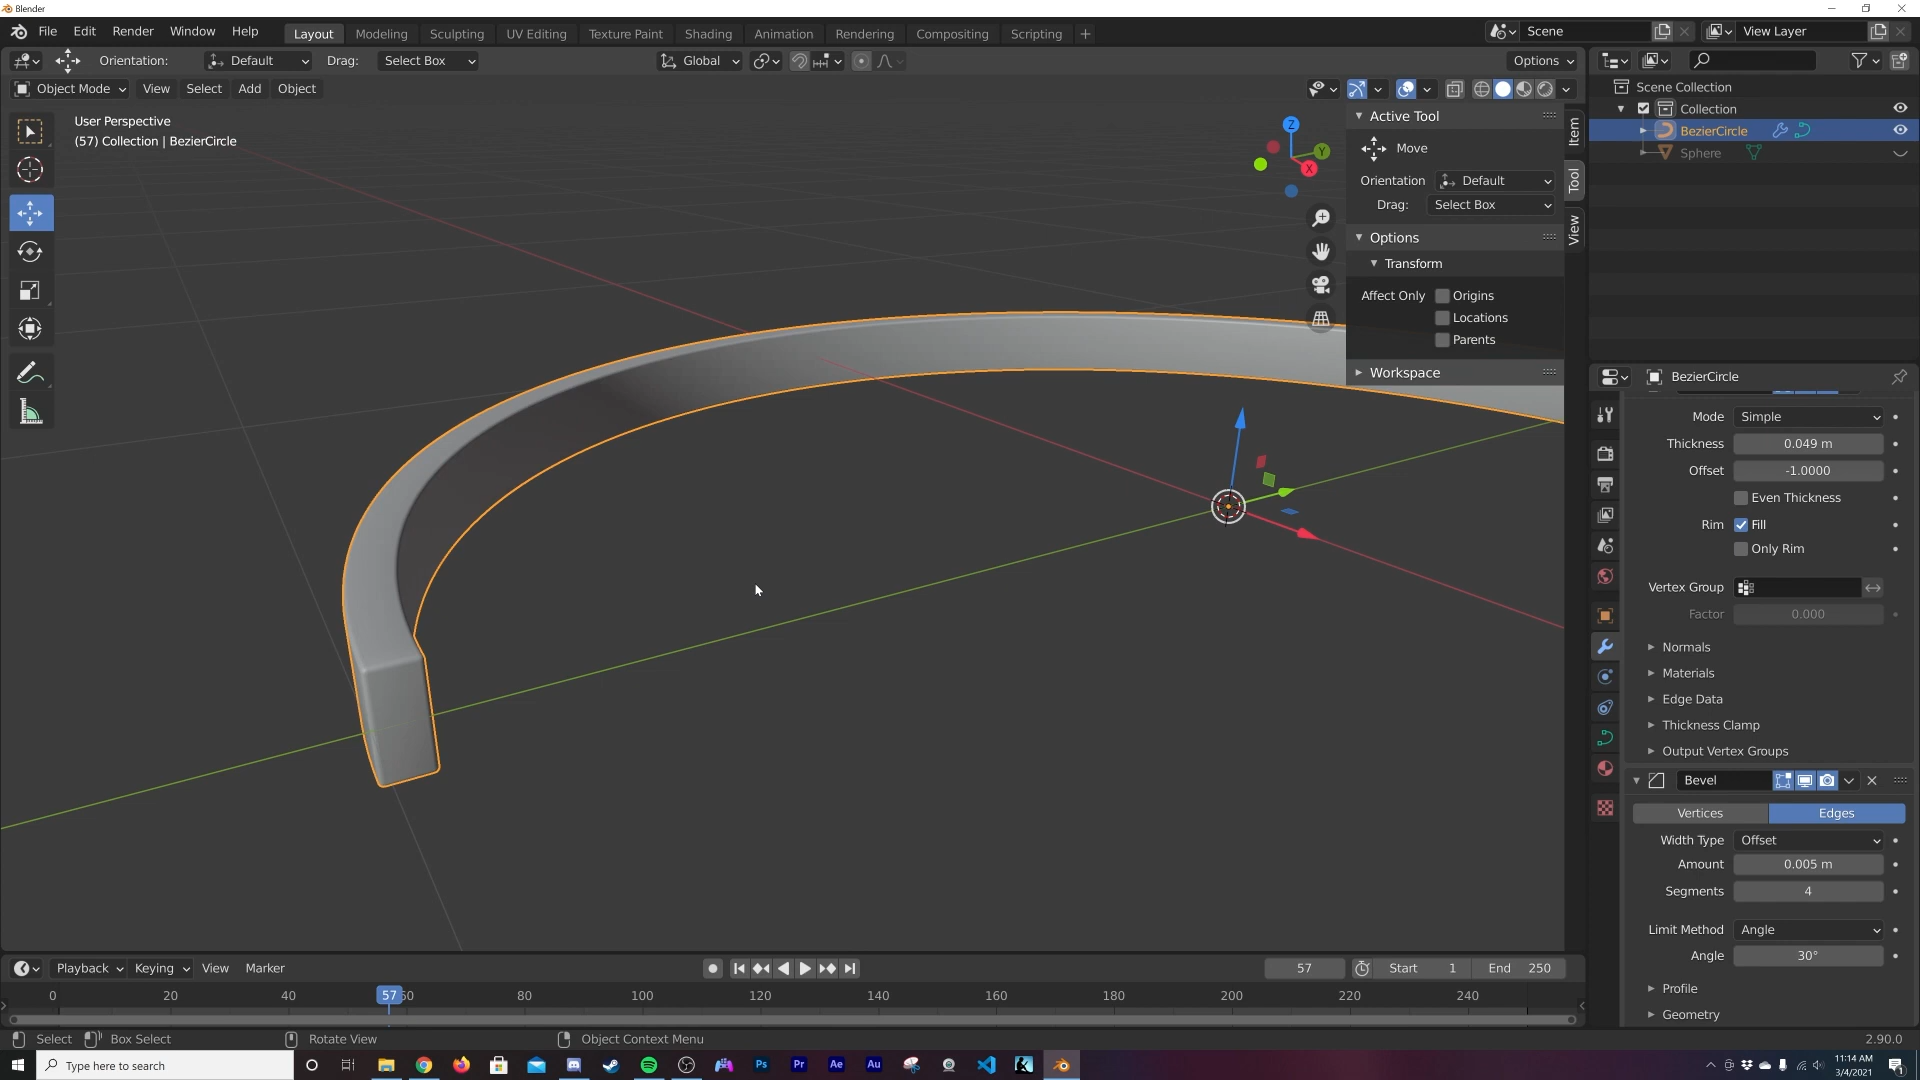 Blender
File Edit Render Window Help Layout Modeling Sculpting UV Editing Texture Paint Shading Animation Rendering Compositing Scripting + Scene View Layer
Orientation: Default Drag: Select Box Global Options
Object Mode View Select Add Object
User Perspective
(57) Collection | BezierCircle
Z
Y
X
Active Tool
Move
Orientation Default
Drag: Select Box
Options
Transform
Affect Only Origins
Locations
Parents
Workspace
Item
Tool
View
Scene Collection
Collection
BezierCircle
Sphere
BezierCircle
Mode Simple
Thickness 0.049 m
Offset -1.0000
Even Thickness
Rim Fill
Only Rim
Vertex Group
Factor 0.000
Normals
Materials
Edge Data
Thickness Clamp
Output Vertex Groups
Bevel
Vertices Edges
Width Type Offset
Amount 0.005 m
Segments 4
Limit Method Angle
Angle 30°
Profile
Geometry
Playback Keying View Marker 57 Start 1 End 250
0 20 40 57 60 80 100 120 140 160 180 200 220 240
Select Box Select Rotate View Object Context Menu 2.90.0
Type here to search Ps Pr Ae Au 11:14 AM
3/4/2021